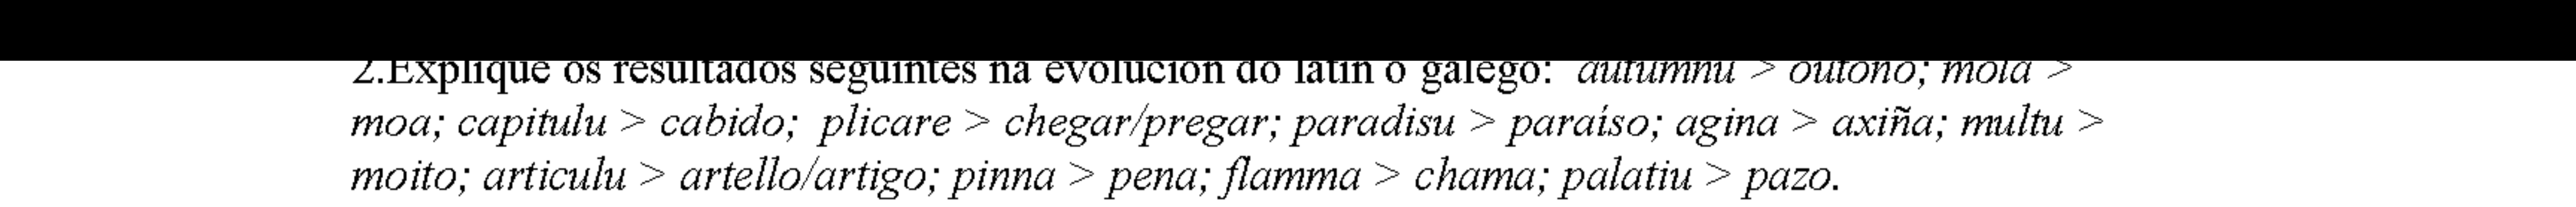 2.Explique os resultados seguintes na evolución do latín ó galego: autumnu > outono; mola >
moa; capitulu > cabido; plicare > chegar/pregar; paradisu > paraíso; agina > axiña; multu >
moito; articulu > artello/artigo; pinna > pena; flamma > chama; palatiu > pazo.